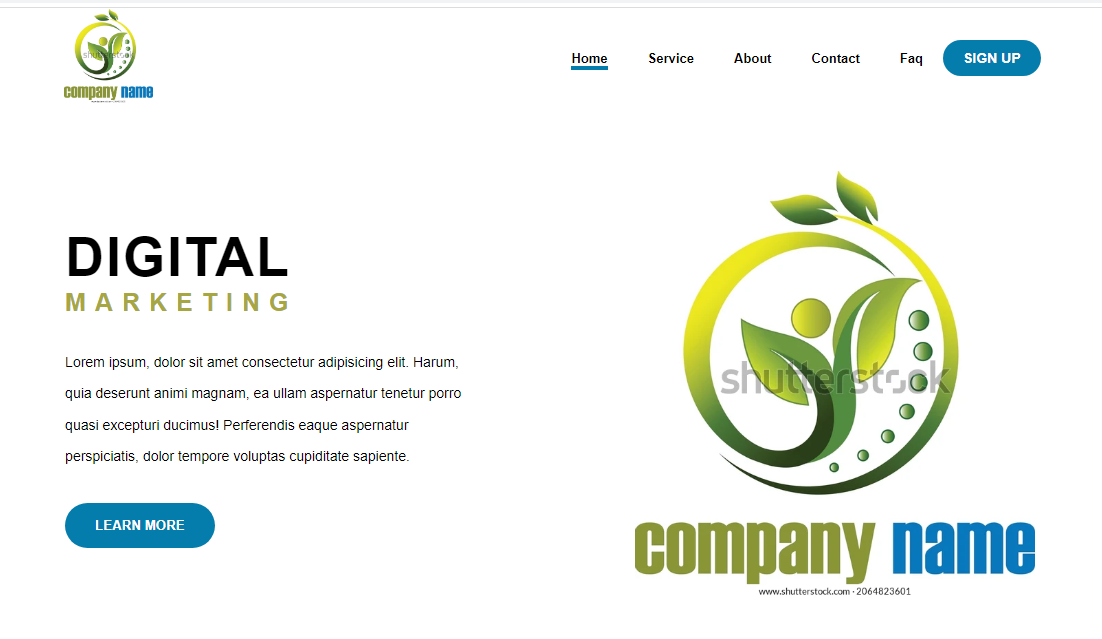 shutterstock
company name
Home Service About Contact Faq SIGN UP
DIGITAL
MARKETING
Lorem ipsum, dolor sit amet consectetur adipisicing elit. Harum,
quia deserunt animi magnam, ea ullam aspernatur tenetur porro
quasi excepturi ducimus! Perferendis eaque aspernatur
perspiciatis, dolor tempore voluptas cupiditate sapiente.
LEARN MORE
shutterstock
company name
www.shutterstock.com · 2064823601